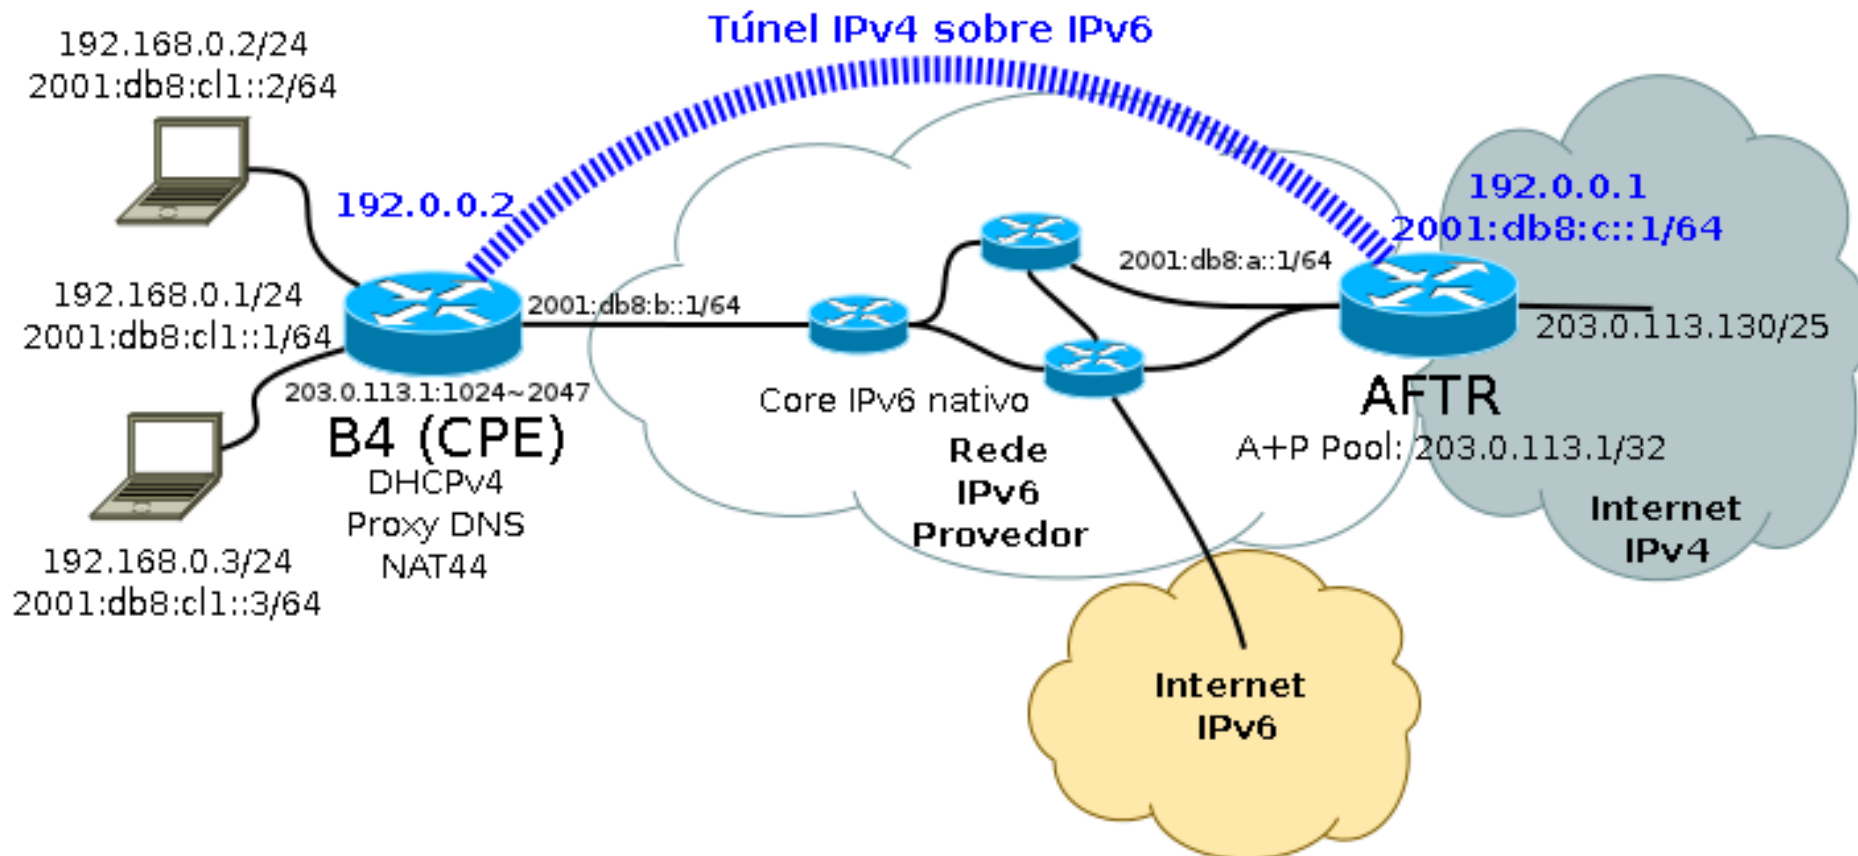 Túnel IPv4 sobre IPv6
192.168.0.2/24
2001:db8:cl1::2/64
192.0.0.2
192.168.0.1/24
2001:db8:cl1::1/64
2001:db8:b::1/64
203.0.113.1:1024~2047
B4 (CPE)
DHCPv4
Proxy DNS
NAT44
192.168.0.3/24
2001:db8:cl1::3/64
Core IPv6 nativo
Rede
IPv6
Provedor
2001:db8:a::1/64
192.0.0.1
2001:db8:c::1/64
203.0.113.130/25
AFTR
A+P Pool: 203.0.113.1/32
Internet
IPv4
Internet
IPv6